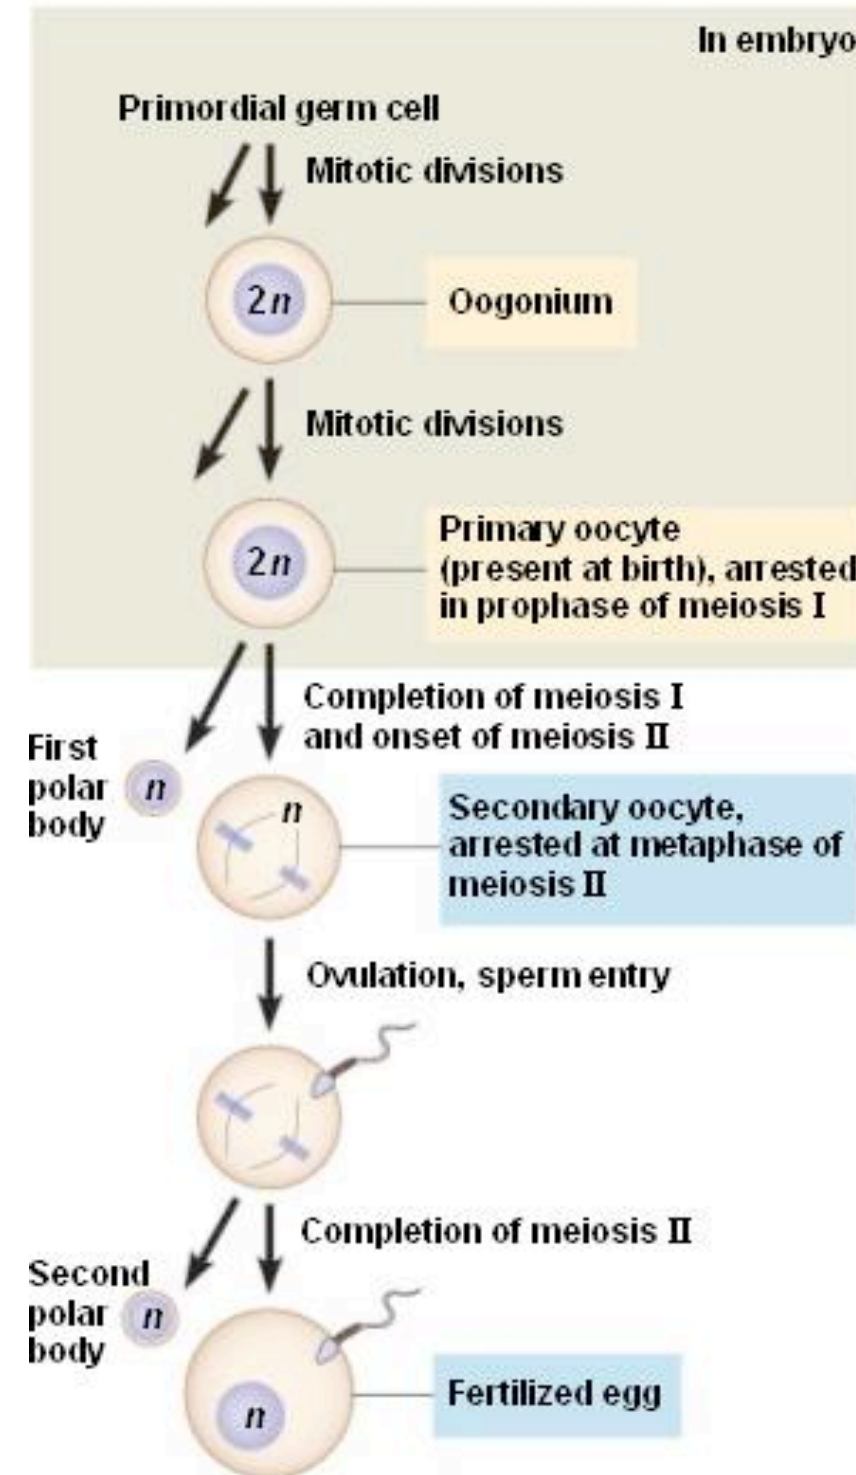 In embryo
Primordial germ cell
Mitotic divisions
2n
Oogonium
Mitotic divisions
2n
Primary oocyte
(present at birth), arrested
in prophase of meiosis I
Completion of meiosis I
and onset of meiosis II
First
polar
body
n
n
Secondary oocyte,
arrested at metaphase of
meiosis II
Ovulation, sperm entry
Completion of meiosis II
Second
polar
body
n
n
Fertilized egg